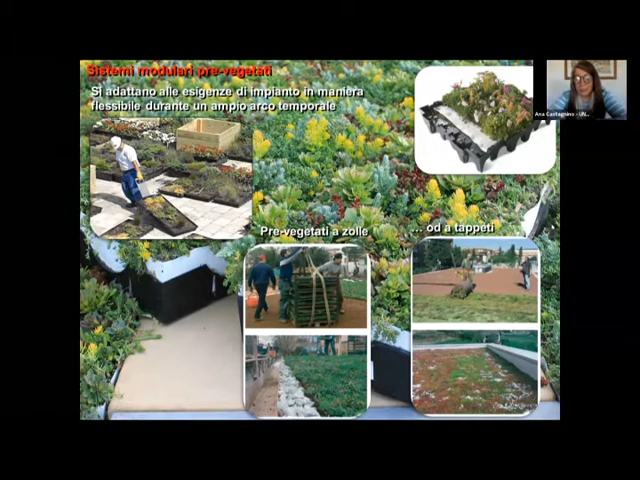 Sistemi modulari pre-vegetati
Si adattano alle esigenze di impianto in maniera
flessibile durante un ampio arco temporale
Pre-vegetati a zolle
... od a tappeti
Ana Castagnino - UN...